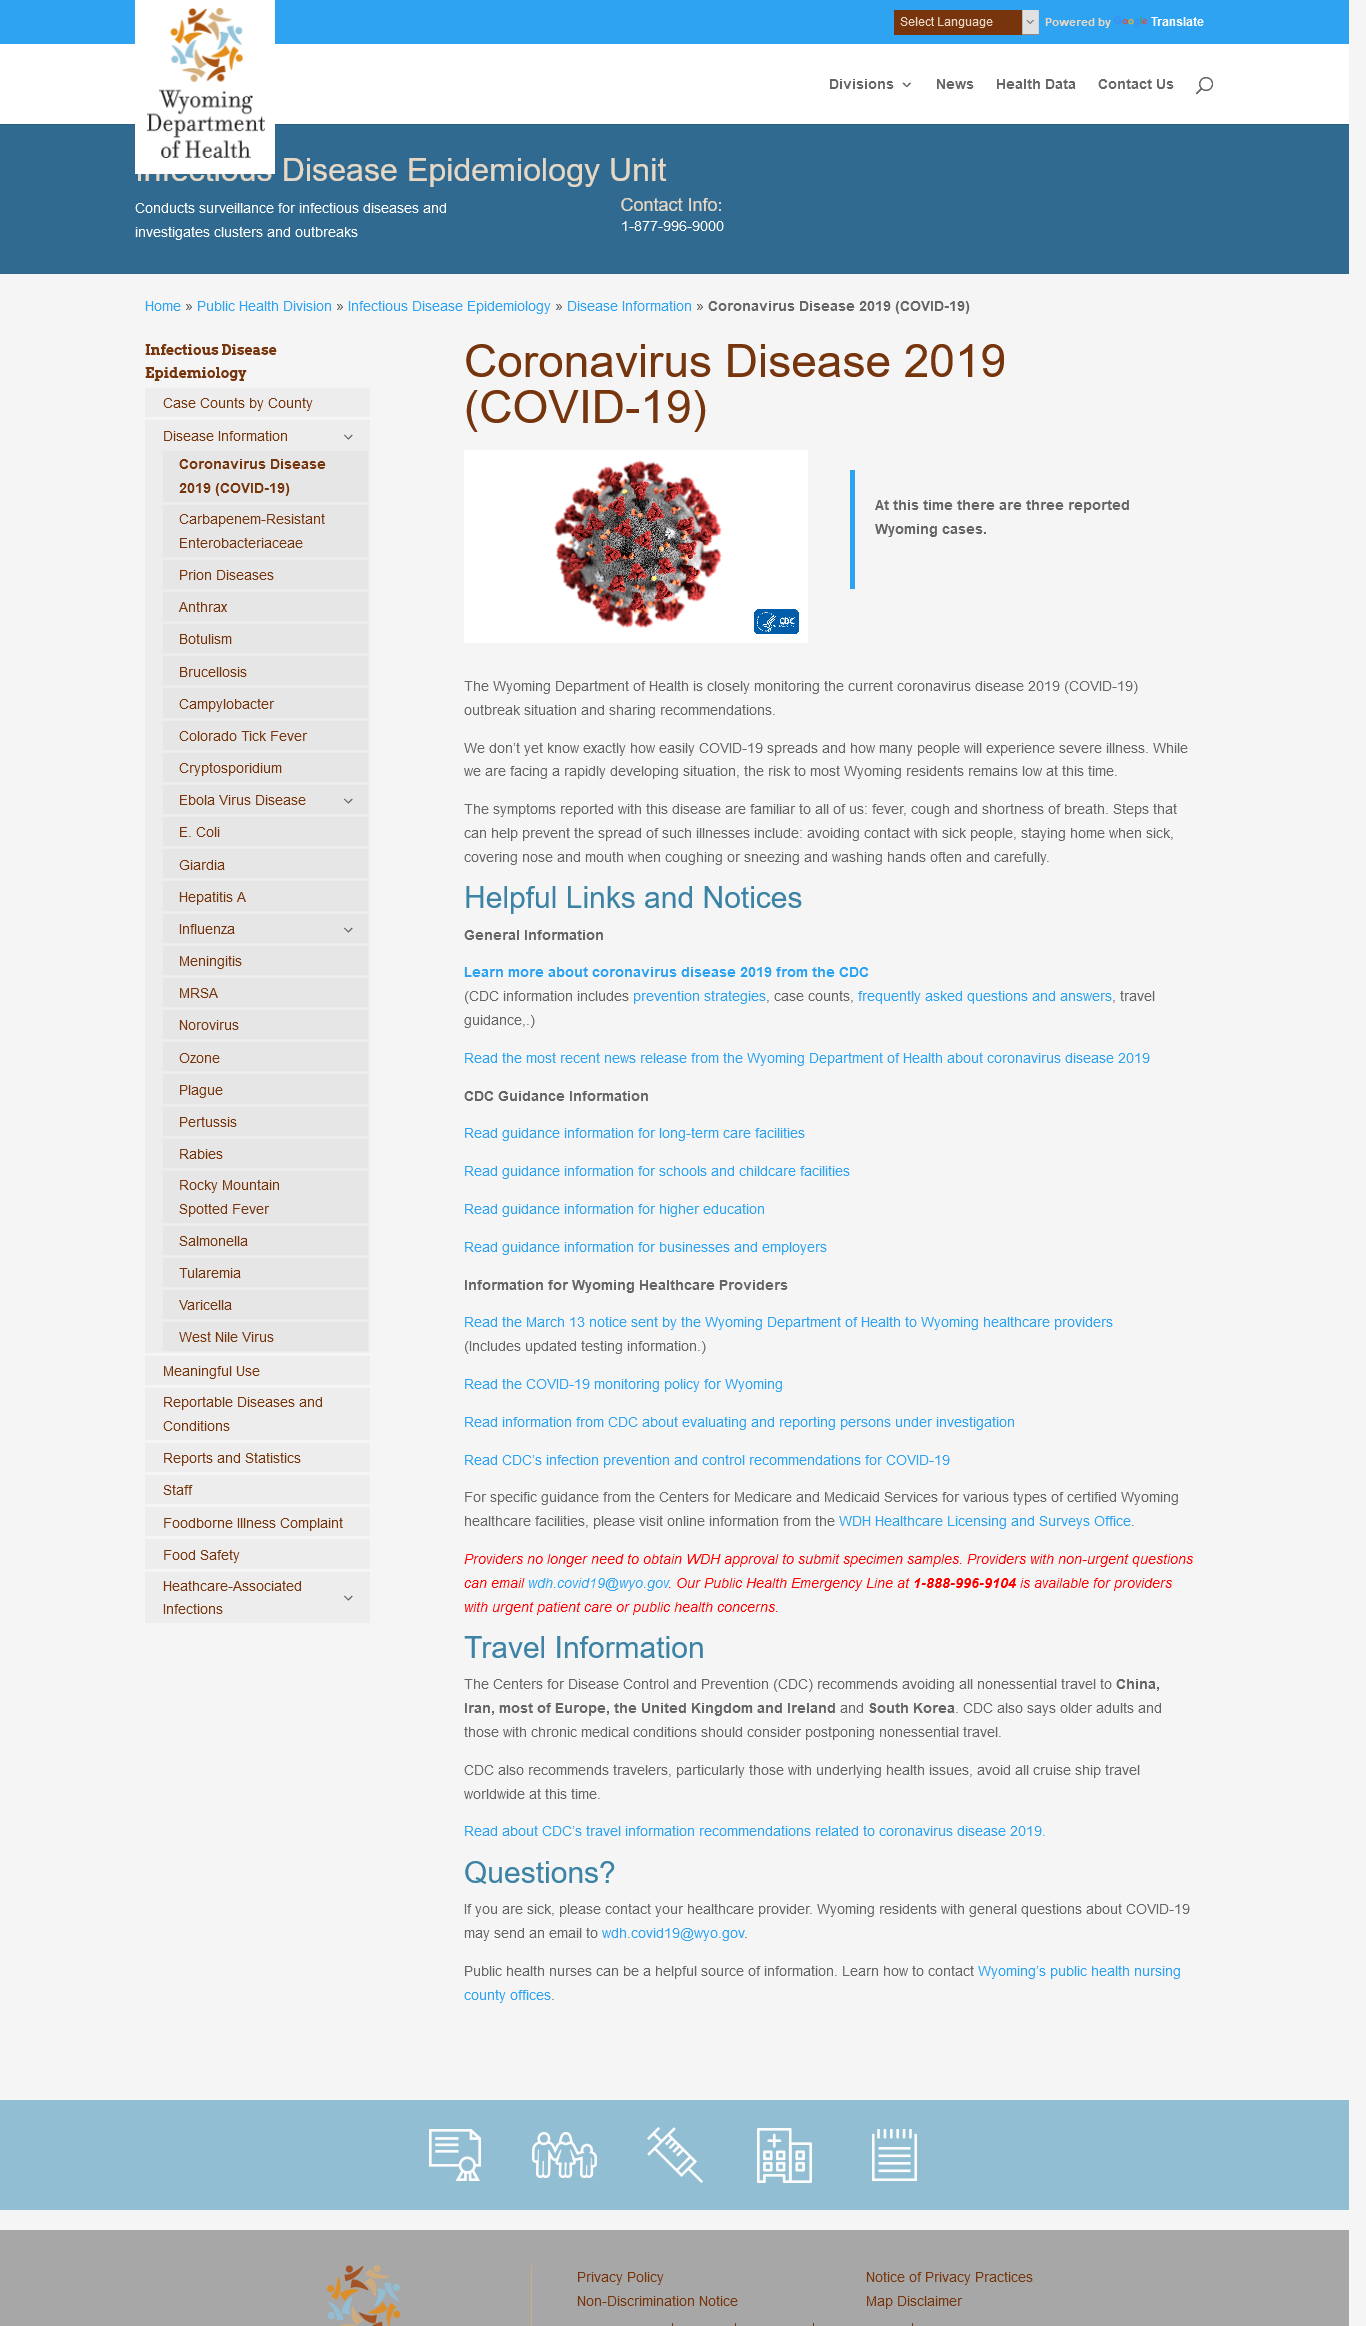 Select Language
Powered by Google Translate
Wyoming
Department
of Health
Divisions
News
Health Data
Contact Us
Infectious Disease Epidemiology Unit
Conducts surveillance for infectious diseases and
investigates clusters and outbreaks
Contact Info:
1-877-996-9000
Home » Public Health Division » Infectious Disease Epidemiology » Disease Information » Coronavirus Disease 2019 (COVID-19)
Infectious Disease
Epidemiology
Case Counts by County
Disease Information
Coronavirus Disease
2019 (COVID-19)
Carbapenem-Resistant
Enterobacteriaceae
Prion Diseases
Anthrax
Botulism
Brucellosis
Campylobacter
Colorado Tick Fever
Cryptosporidium
Ebola Virus Disease
E. Coli
Giardia
Hepatitis A
Influenza
Meningitis
MRSA
Norovirus
Ozone
Plague
Pertussis
Rabies
Rocky Mountain
Spotted Fever
Salmonella
Tularemia
Varicella
West Nile Virus
Meaningful Use
Reportable Diseases and
Conditions
Reports and Statistics
Staff
Foodborne Illness Complaint
Food Safety
Heathcare-Associated
Infections
Coronavirus Disease 2019
(COVID-19)
CDC
At this time there are three reported
Wyoming cases.
The Wyoming Department of Health is closely monitoring the current coronavirus disease 2019 (COVID-19)
outbreak situation and sharing recommendations.
We don’t yet know exactly how easily COVID-19 spreads and how many people will experience severe illness. While
we are facing a rapidly developing situation, the risk to most Wyoming residents remains low at this time.
The symptoms reported with this disease are familiar to all of us: fever, cough and shortness of breath. Steps that
can help prevent the spread of such illnesses include: avoiding contact with sick people, staying home when sick,
covering nose and mouth when coughing or sneezing and washing hands often and carefully.
Helpful Links and Notices
General Information
Learn more about coronavirus disease 2019 from the CDC
(CDC information includes prevention strategies, case counts, frequently asked questions and answers, travel
guidance,.)
Read the most recent news release from the Wyoming Department of Health about coronavirus disease 2019
CDC Guidance Information
Read guidance information for long-term care facilities
Read guidance information for schools and childcare facilities
Read guidance information for higher education
Read guidance information for businesses and employers
Information for Wyoming Healthcare Providers
Read the March 13 notice sent by the Wyoming Department of Health to Wyoming healthcare providers
(Includes updated testing information.)
Read the COVID-19 monitoring policy for Wyoming
Read information from CDC about evaluating and reporting persons under investigation
Read CDC’s infection prevention and control recommendations for COVID-19
For specific guidance from the Centers for Medicare and Medicaid Services for various types of certified Wyoming
healthcare facilities, please visit online information from the WDH Healthcare Licensing and Surveys Office.
Providers no longer need to obtain WDH approval to submit specimen samples. Providers with non-urgent questions
can email wdh.covid19@wyo.gov. Our Public Health Emergency Line at 1-888-996-9104 is available for providers
with urgent patient care or public health concerns.
Travel Information
The Centers for Disease Control and Prevention (CDC) recommends avoiding all nonessential travel to China,
Iran, most of Europe, the United Kingdom and Ireland and South Korea. CDC also says older adults and
those with chronic medical conditions should consider postponing nonessential travel.
CDC also recommends travelers, particularly those with underlying health issues, avoid all cruise ship travel
worldwide at this time.
Read about CDC’s travel information recommendations related to coronavirus disease 2019.
Questions?
If you are sick, please contact your healthcare provider. Wyoming residents with general questions about COVID-19
may send an email to wdh.covid19@wyo.gov.
Public health nurses can be a helpful source of information. Learn how to contact Wyoming’s public health nursing
county offices.
Privacy Policy
Non-Discrimination Notice
Notice of Privacy Practices
Map Disclaimer